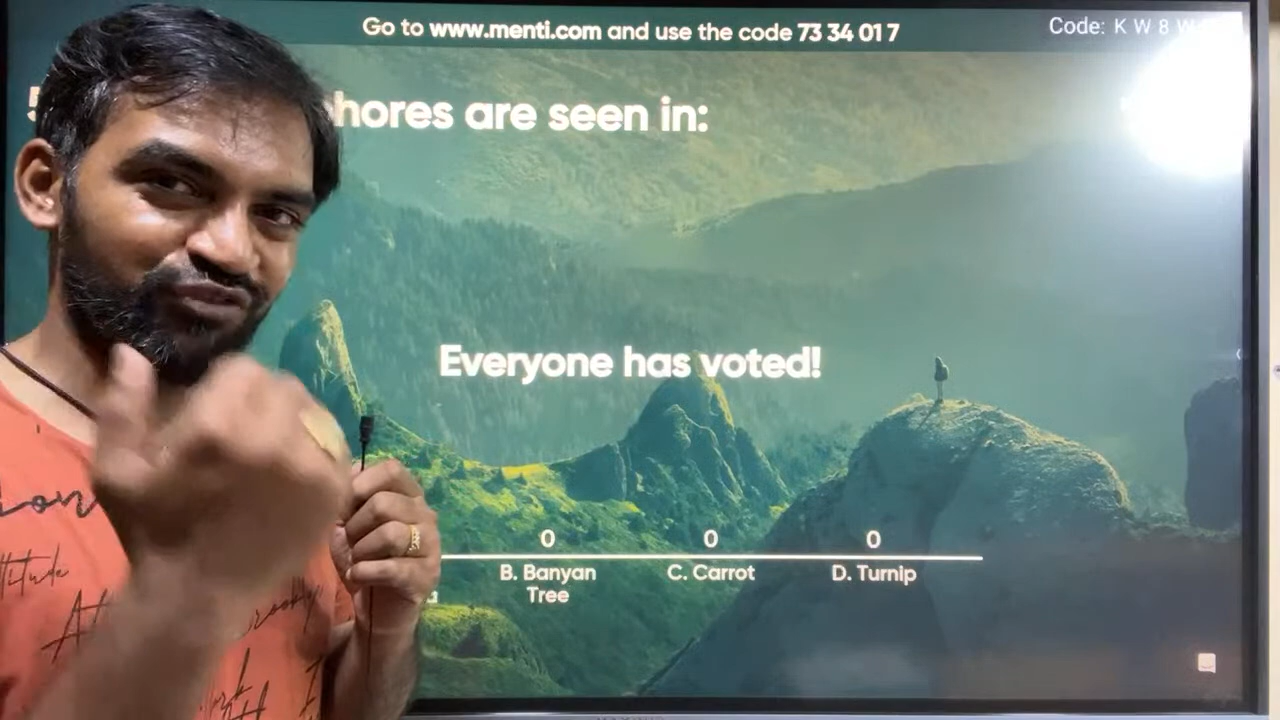 Go to www.menti.com and use the code 73 34 01 7
Code: K W 8 W
hores are seen in:
Everyone has voted!
0 0 0
B. Banyan Tree
C. Carrot
D. Turnip